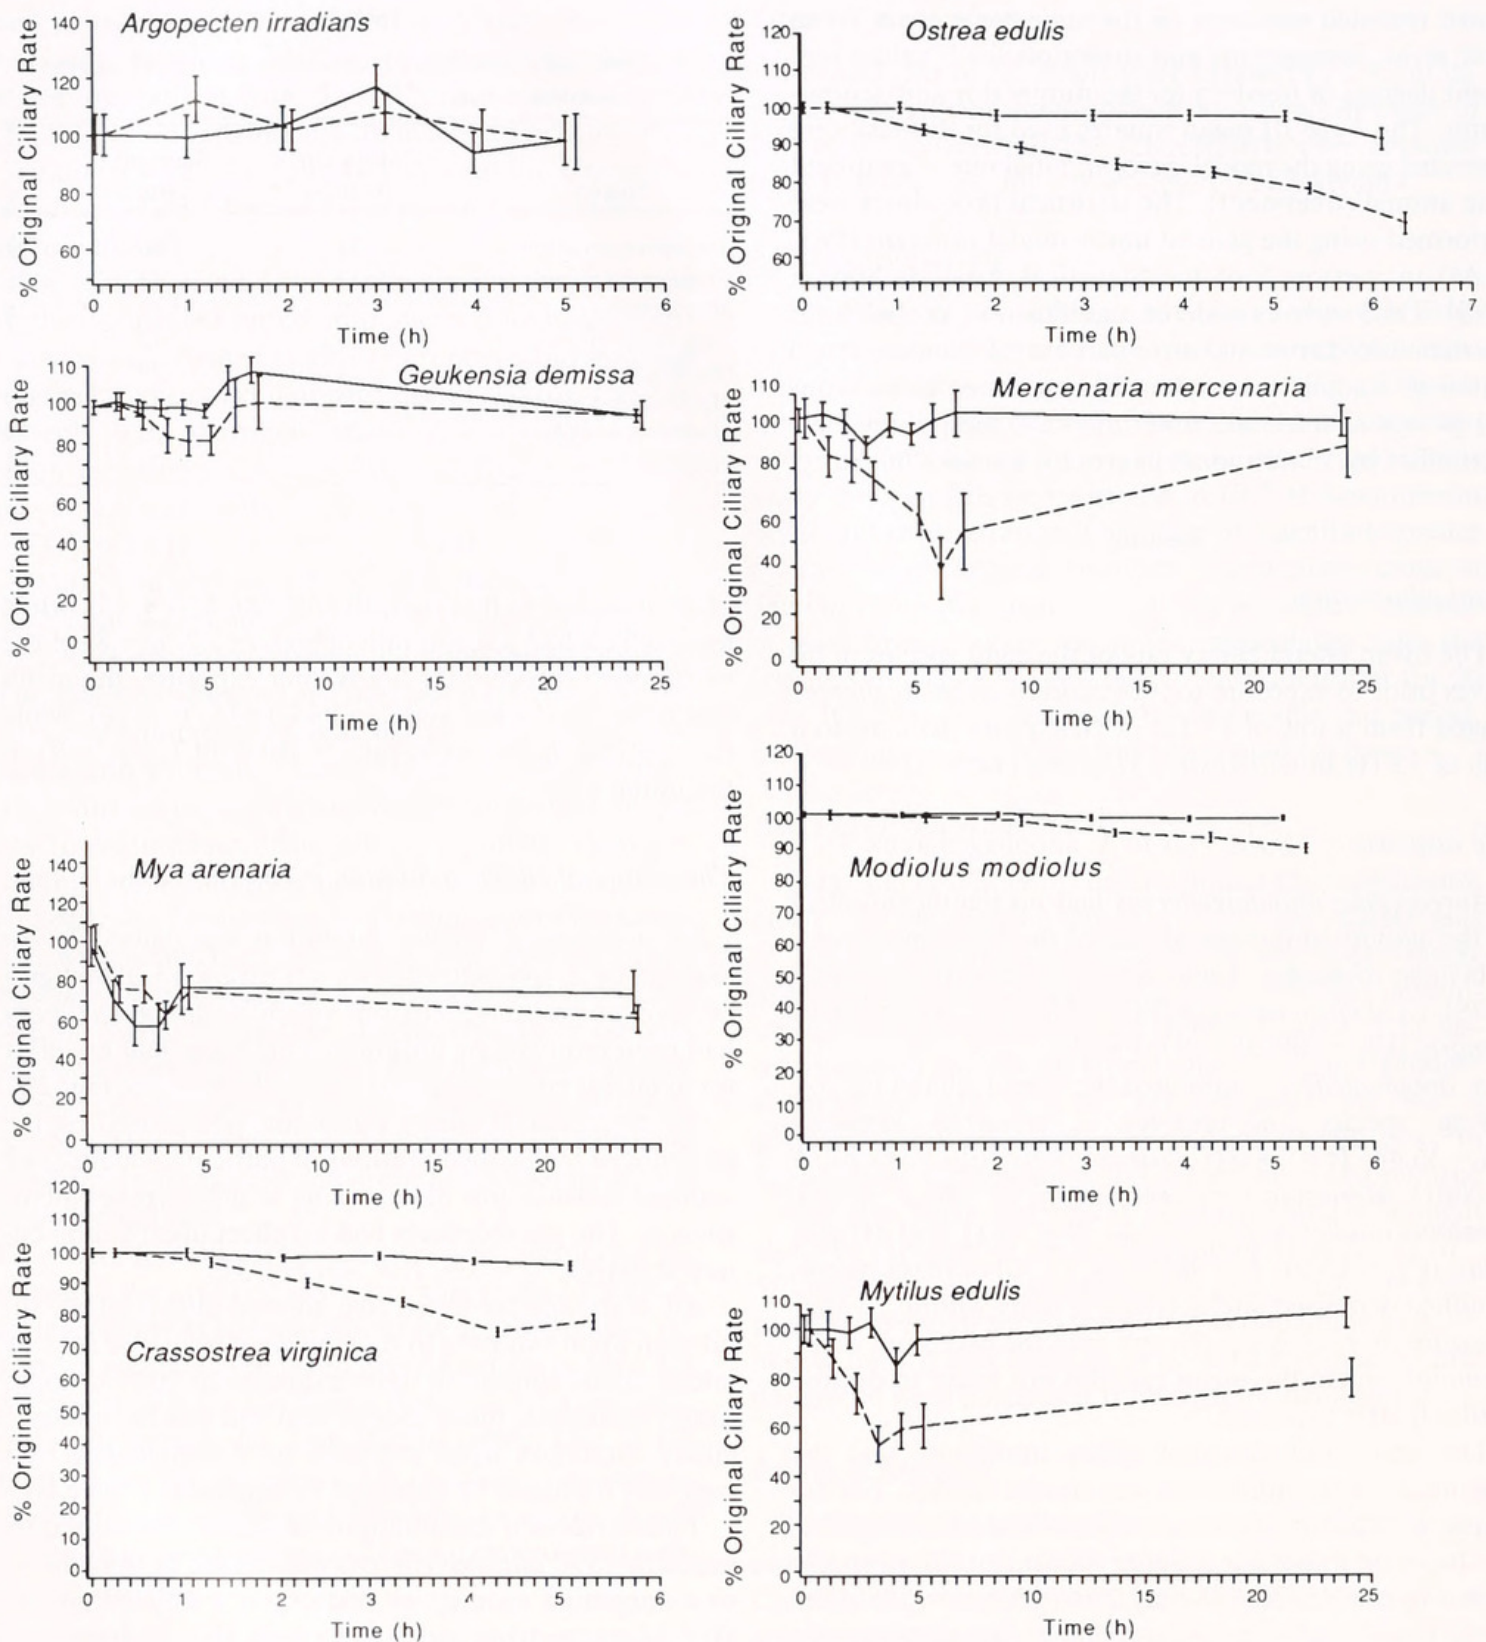 Argopecten irradians
% Original Ciliary Rate
140
120
100
80
60
0 1 2 3 4 5 6
Time (h)
Ostrea edulis
% Original Ciliary Rate
120
110
100
90
80
70
60
0 1 2 3 4 5 6 7
Time (h)
Geukensia demissa
% Original Ciliary Rate
110
100
80
60
40
20
0
0 5 10 15 20 25
Time (h)
Mercenaria mercenaria
% Original Ciliary Rate
110
100
80
60
40
20
0
0 5 10 15 20 25
Time (h)
Mya arenaria
% Original Ciliary Rate
140
120
100
80
60
40
20
0
0 5 10 15 20
Time (h)
Modiolus modiolus
% Original Ciliary Rate
120
110
100
90
80
70
60
50
40
30
20
10
0
0 1 2 3 4 5 6
Time (h)
Crassostrea virginica
% Original Ciliary Rate
120
110
100
90
80
70
60
50
40
30
20
10
0
0 1 2 3 4 5 6
Time (h)
Mytilus edulis
% Original Ciliary Rate
110
100
80
60
40
20
0
0 5 10 15 20 25
Time (h)